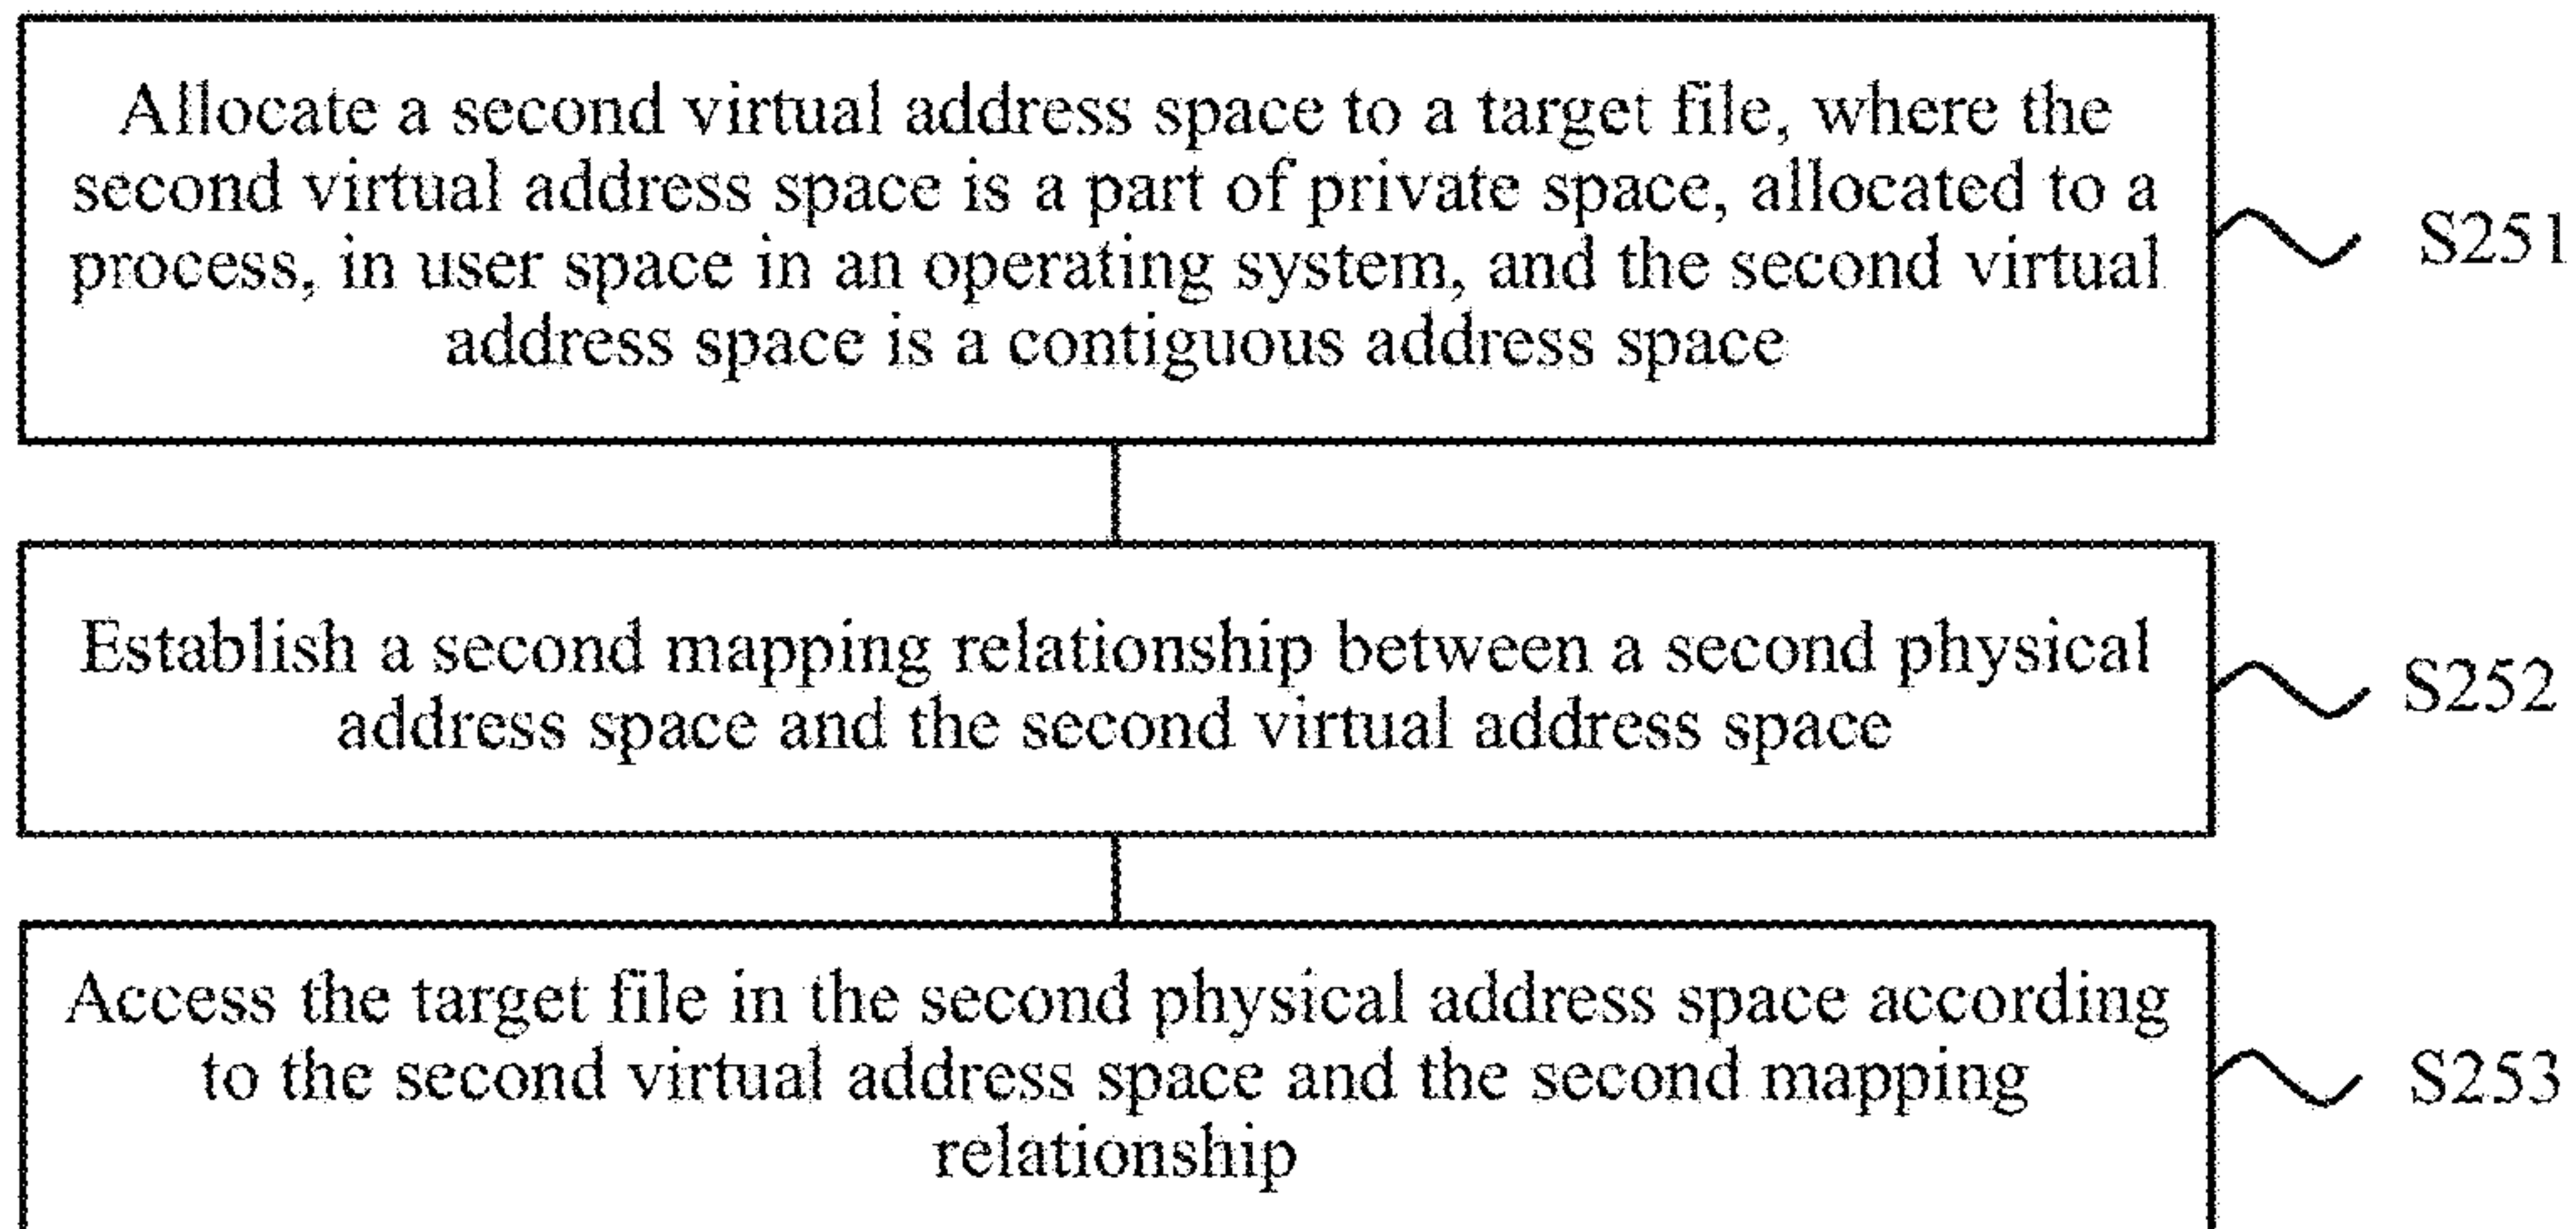 Allocate a second virtual address space to a target file, where the
second virtual address space is a part of private space, allocated to a
process, in user space in an operating system, and the second virtual
address space is a contiguous address space
S251
Establish a second mapping relationship between a second physical
address space and the second virtual address space
S252
Access the target file in the second physical address space according
to the second virtual address space and the second mapping
relationship
S253